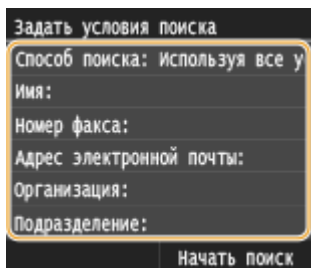 Задать условия поиска
Способ поиска: Используя все у
Имя:
Номер факса:
Адрес электронной почты:
Организация:
Подразделение:
Начать поиск